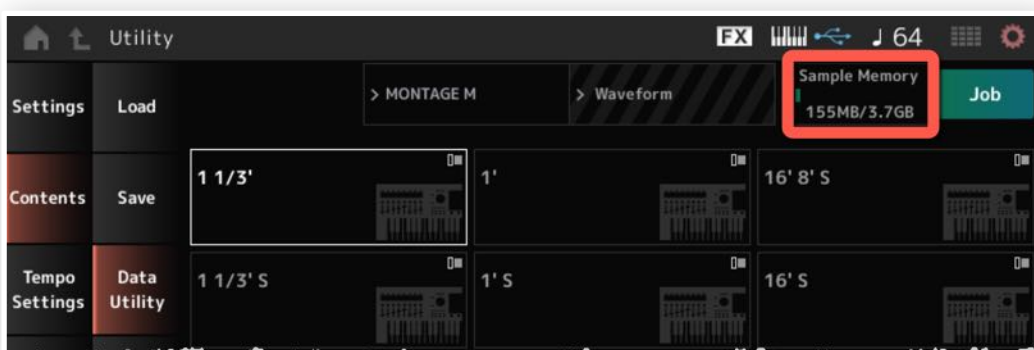 Utility
FX
♩ 64
Settings
Load
> MONTAGE M
> Waveform
Sample Memory
155MB/3.7GB
Job
Contents
Save
1 1/3'
1'
16' 8' S
Tempo
Settings
Data
Utility
1 1/3' S
1' S
16' S